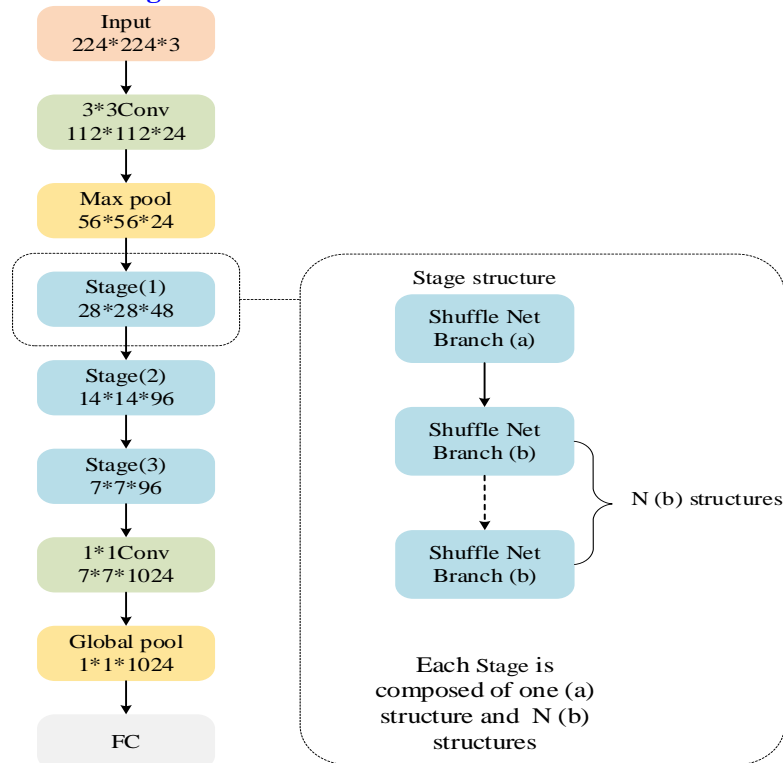 Input
224*224*3
3*3Conv
112*112*24
Max pool
56*56*24
Stage(1)
28*28*48
Stage(2)
14*14*96
Stage(3)
7*7*96
1*1Conv
7*7*1024
Global pool
1*1*1024
FC
Stage structure
Shuffle Net
Branch (a)
Shuffle Net
Branch (b)
Shuffle Net
Branch (b)
N (b) structures
Each Stage is
composed of one (a)
structure and N (b)
structures